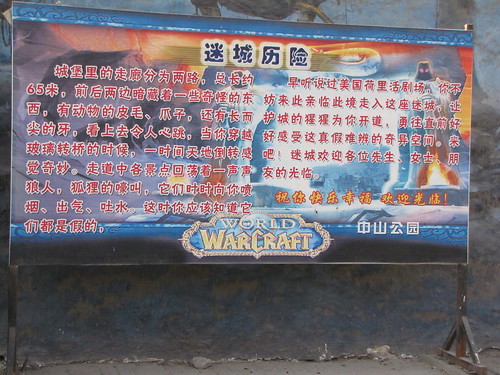 迷城历险
城堡里的走廊分为两路，总长约
65米，前后两边暗藏着一些奇怪的东
西，有动物的皮毛、爪子，还有长而
尖的牙，看上去令人心跳，当你穿越
玻璃转桥的时候，一时间天地倒转感
觉奇妙。走道中各景点回荡着一声声
狼人，狐狸的嚎叫，它们时时向你喷
烟、出气、吐水。这时你应该知道它
们都是假的，
早听说过美国荷里活剧场，你不
妨来此亲临此境走入这座迷城，让
护城的猩猩为你开道，勇往直前好
好感受这真假难辨的奇异空间。来
吧！迷城欢迎各位先生、女士、朋
友的光临。
祝你快乐幸福 欢迎光临！
WORLD
WARCRAFT
中山公园